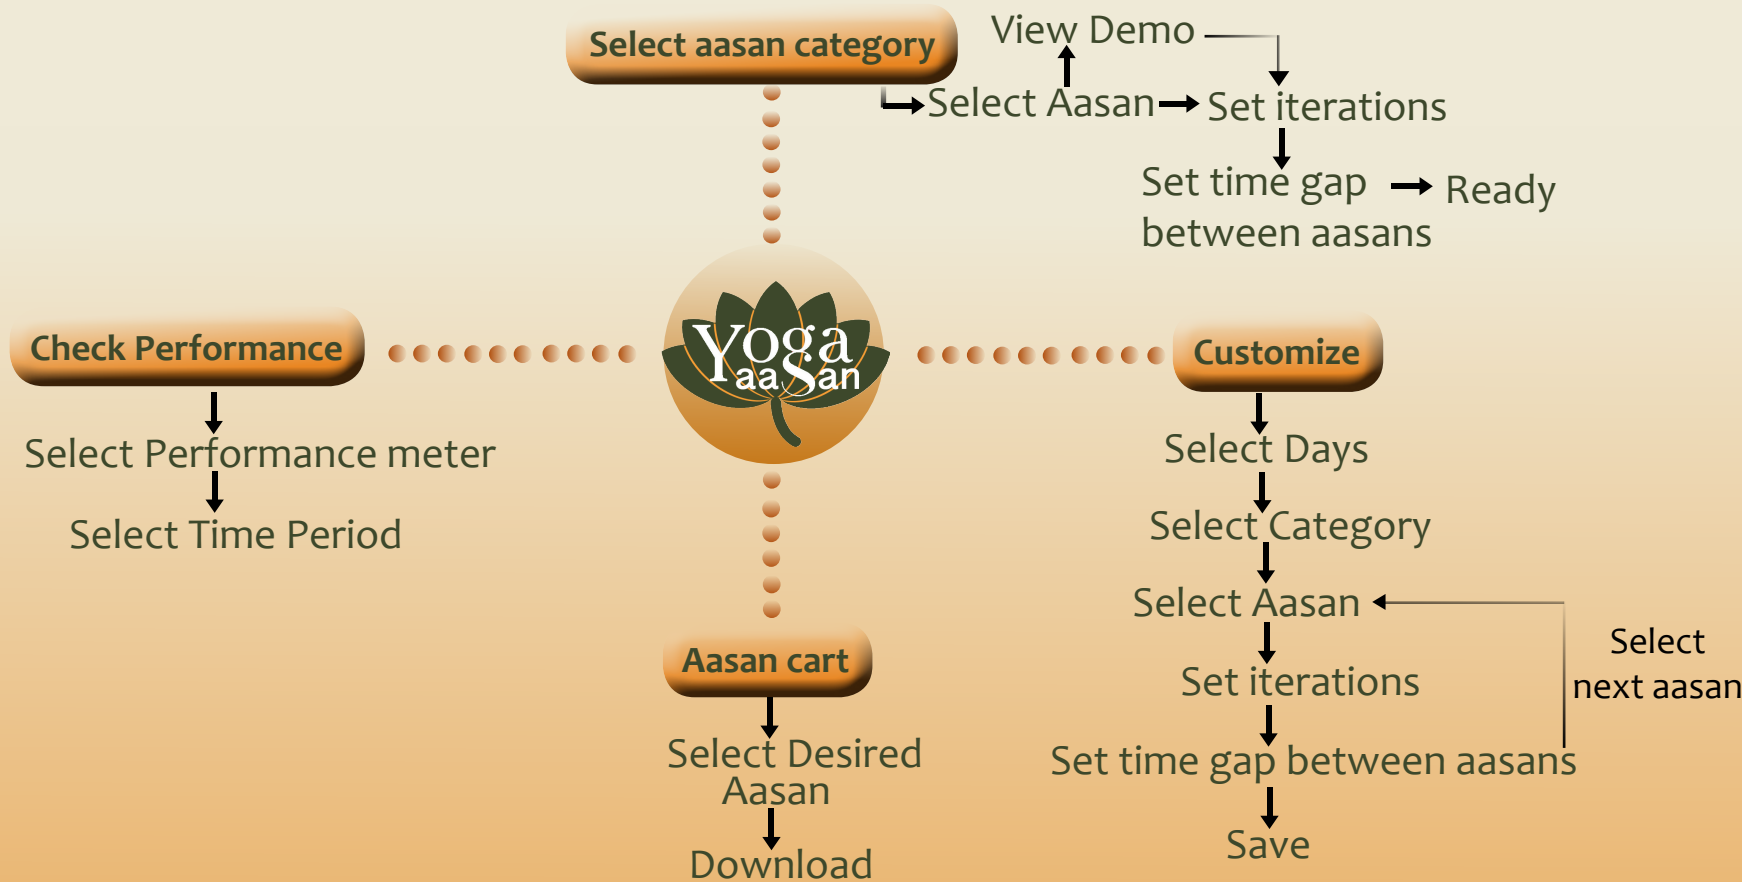 Select aasan category
View Demo
Select Aasan
Set iterations
Set time gap
between aasans
Ready
Yoga
aasan
Check Performance
Select Performance meter
Select Time Period
Customize
Select Days
Select Category
Select Aasan
Set iterations
Set time gap between aasans
Save
Select
next aasan
Aasan cart
Select Desired
Aasan
Download